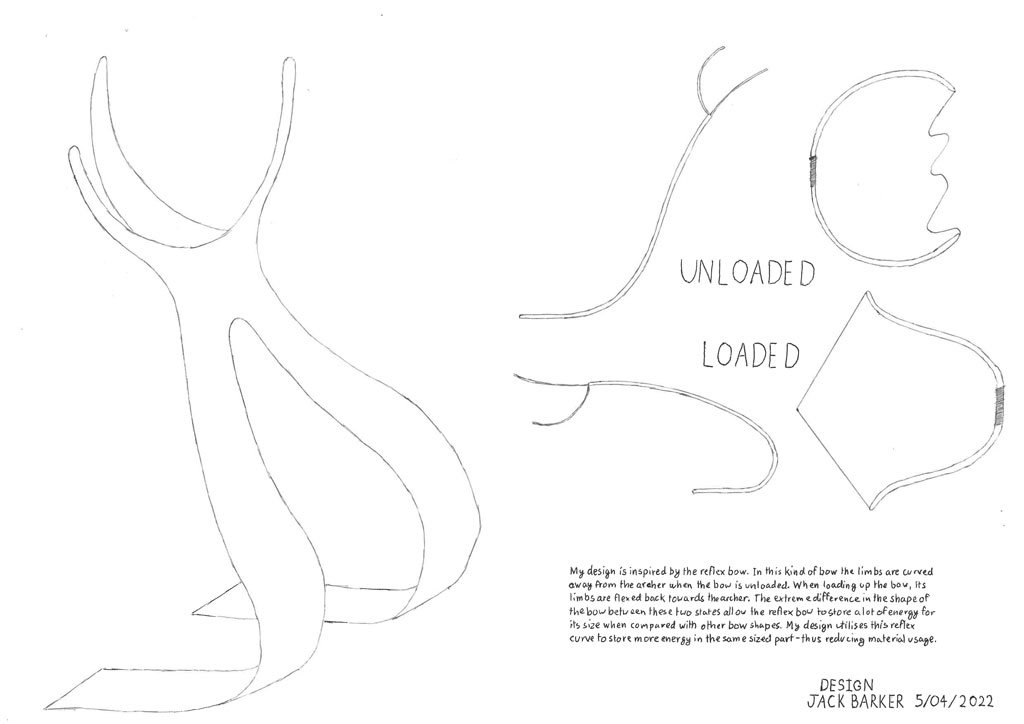 UNLOADED
LOADED
My design is inspired by the reflex bow. In this kind of bow the limbs are curved
away from the archer when the bow is unloaded. When loading up the bow, its
limbs are flexed back towards the archer. The extreme difference in the shape of
the bow between these two states allow the reflex bow to store a lot of energy for
its size when compared with other bow shapes. My design utilises this reflex
curve to store more energy in the same sized part - thus reducing material usage.
DESIGN
JACK BARKER 5/04/2022